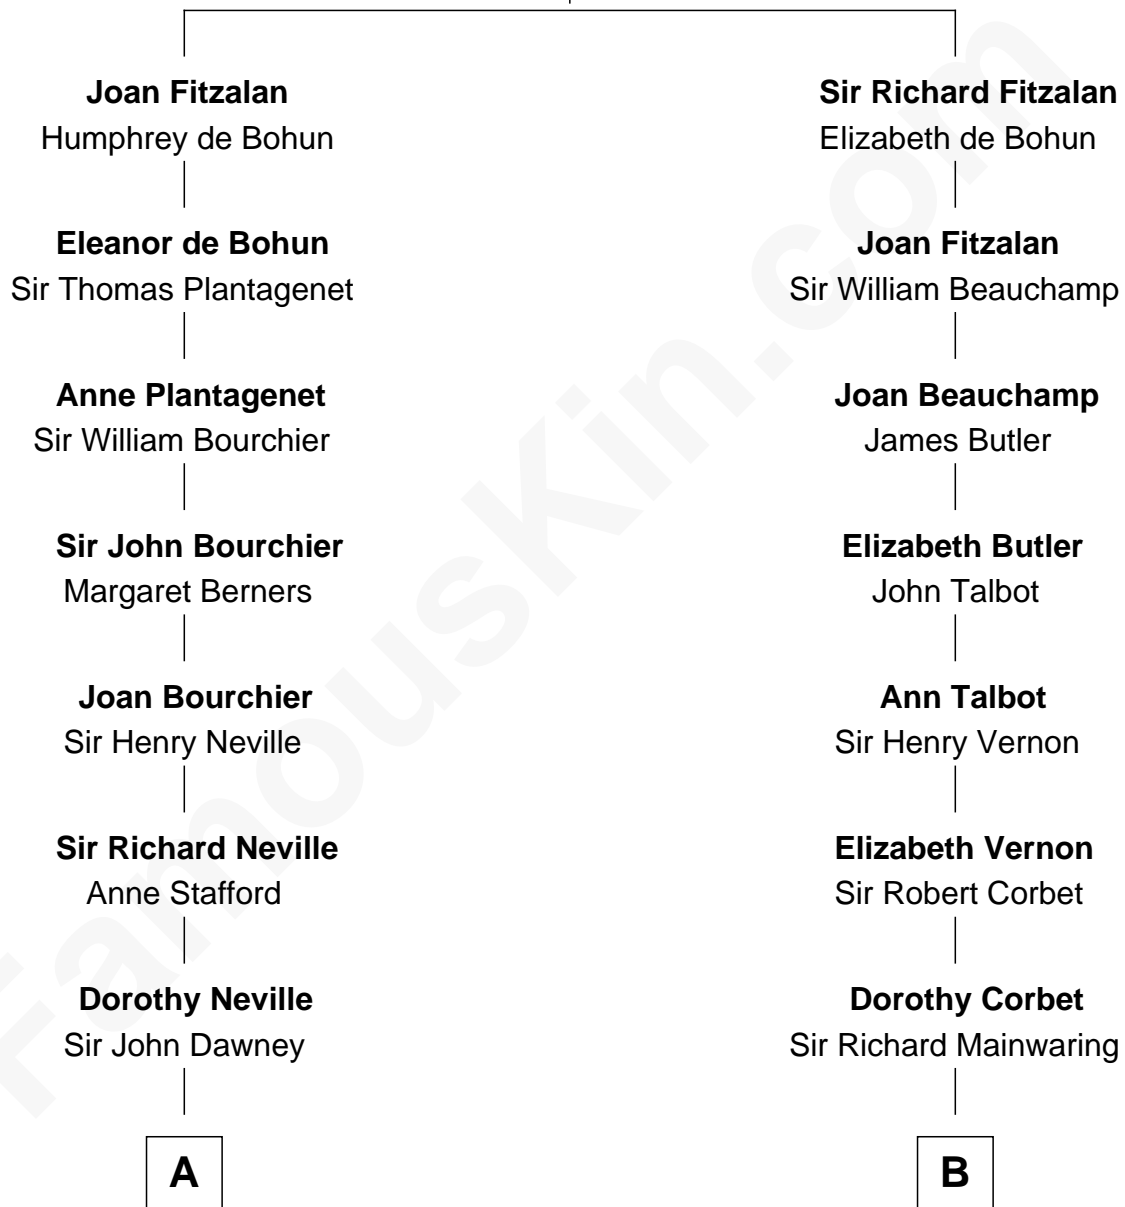 Joan Fitzalan
Humphrey de Bohun
Eleanor de Bohun
Sir Thomas Plantagenet
Anne Plantagenet
Sir William Bourchier
Sir John Bourchier
Margaret Berners
Joan Bourchier
Sir Henry Neville
Sir Richard Neville
Anne Stafford
Dorothy Neville
Sir John Dawney
A
Sir Richard Fitzalan
Elizabeth de Bohun
Joan Fitzalan
Sir William Beauchamp
Joan Beauchamp
James Butler
Elizabeth Butler
John Talbot
Ann Talbot
Sir Henry Vernon
Elizabeth Vernon
Sir Robert Corbet
Dorothy Corbet
Sir Richard Mainwaring
B
FamousKin.com